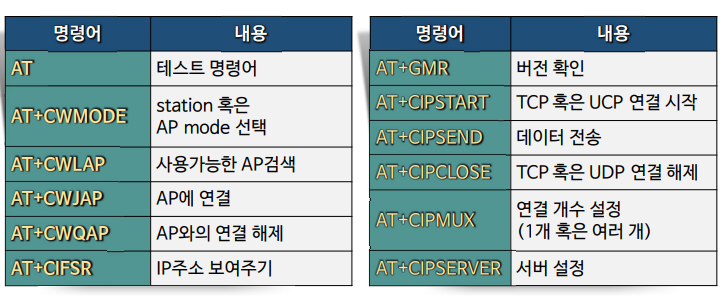 명령어 내용
AT 테스트 명령어
AT+CWMODE station 혹은
AP mode 선택
AT+CWLAP 사용가능한 AP검색
AT+CWJAP AP에 연결
AT+CWQAP AP와의 연결 해제
AT+CIFSR IP주소 보여주기
명령어 내용
AT+GMR 버전 확인
AT+CIPSTART TCP 혹은 UCP 연결 시작
AT+CIPSEND 데이터 전송
AT+CIPCLOSE TCP 혹은 UDP 연결 해제
AT+CIPMUX 연결 개수 설정
(1개 혹은 여러 개)
AT+CIPSERVER 서버 설정